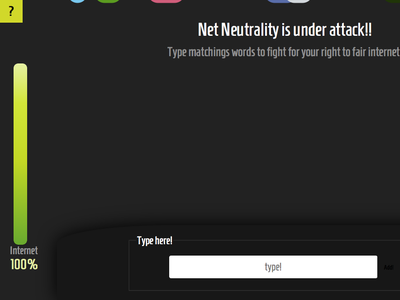 ?
Net Neutrality is under attack!!
Type matchings words to fight for your right to fair internet
Type here!
type!
Internet
100%